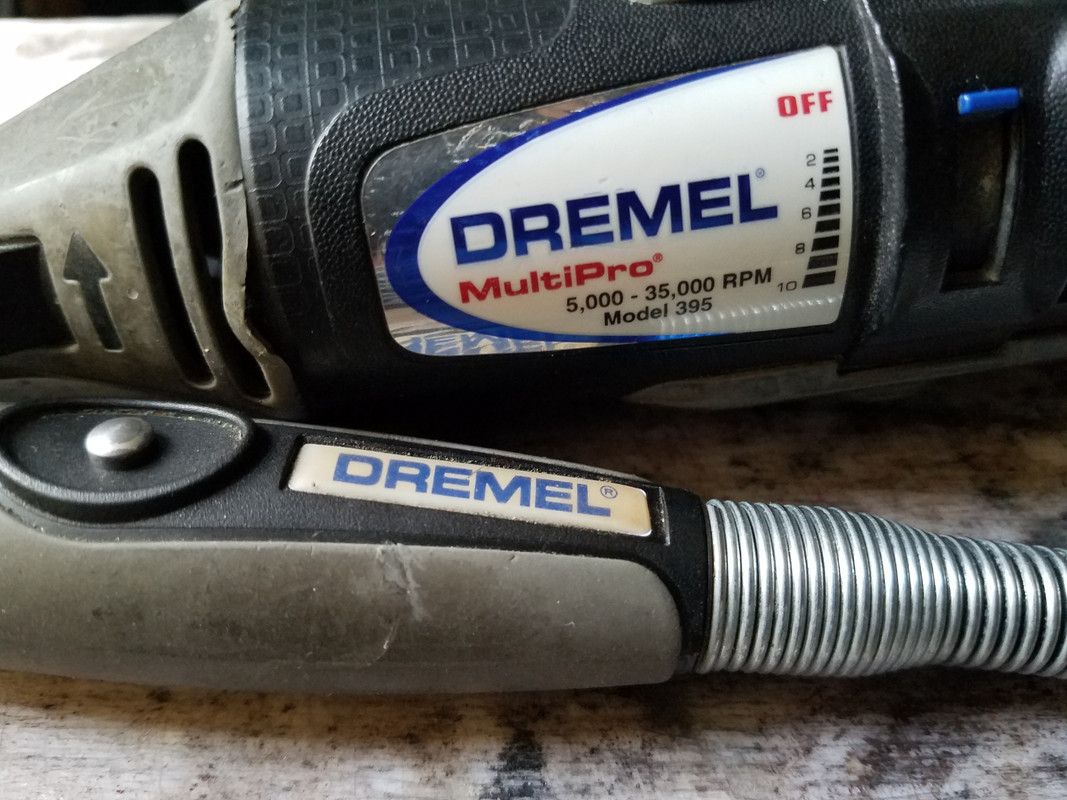 OFF
2
4
6
8
10
DREMEL®
MultiPro®
5,000 - 35,000 RPM
Model 395
DREMEL®